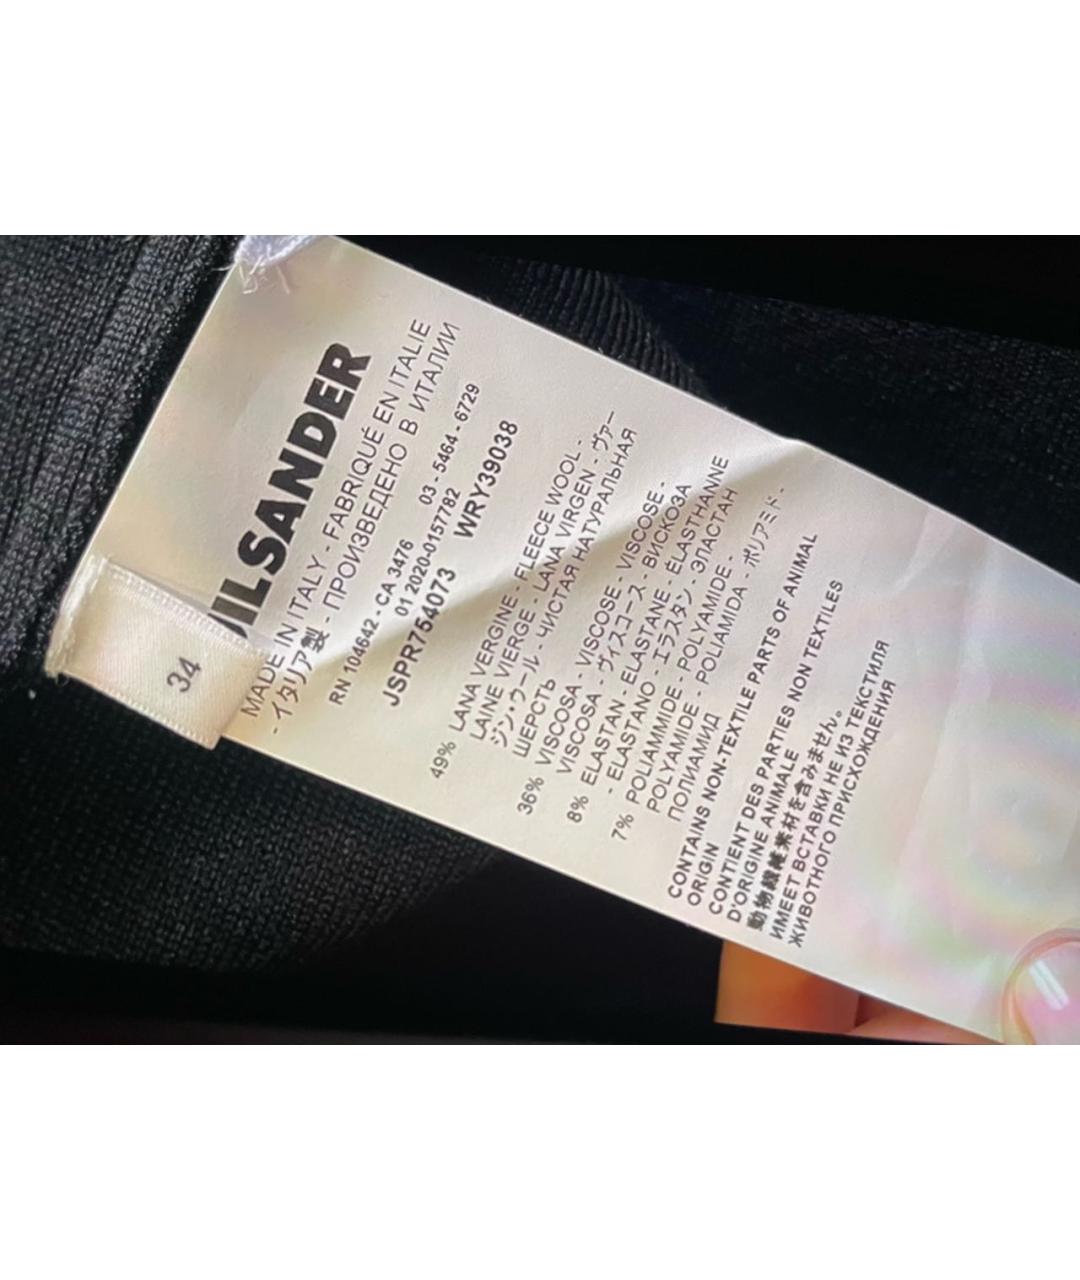 34
JILSANDER
MADE IN ITALY - FABRIQUÉ EN ITALIE
- イタリア製 - ПРОИЗВЕДЕНО В ИТАЛИИ
RN 104642 - CA 3476 03 - 5464 - 6729
01 2020-0157782
JSPR754073 WRY39038
49% LANA VERGINE - FLEECE WOOL -
LAINE VIERGE - LANA VIRGEN - ヴァー
ジン・ウール - ЧИСТАЯ НАТУРАЛЬНАЯ
ШЕРСТЬ
36% VISCOSA - VISCOSE - VISCOSE -
VISCOSA - ヴィスコース - ВИСКОЗА
8% ELASTAN - ELASTANE - ÉLASTHANNE
- ELASTANO - エラスタン - ЭЛАСТАН
7% POLIAMMIDE - POLYAMIDE -
POLYAMIDE - POLIAMIDA - ポリアミド -
ПОЛИАМИД
CONTAINS NON-TEXTILE PARTS OF ANIMAL
ORIGIN
CONTIENT DES PARTIES NON TEXTILES
D'ORIGINE ANIMALE
動物繊維素材を含みません。
ИМЕЕТ ВСТАВКИ НЕ ИЗ ТЕКСТИЛЯ
ЖИВОТНОГО ПРИСХОЖДЕНИЯ